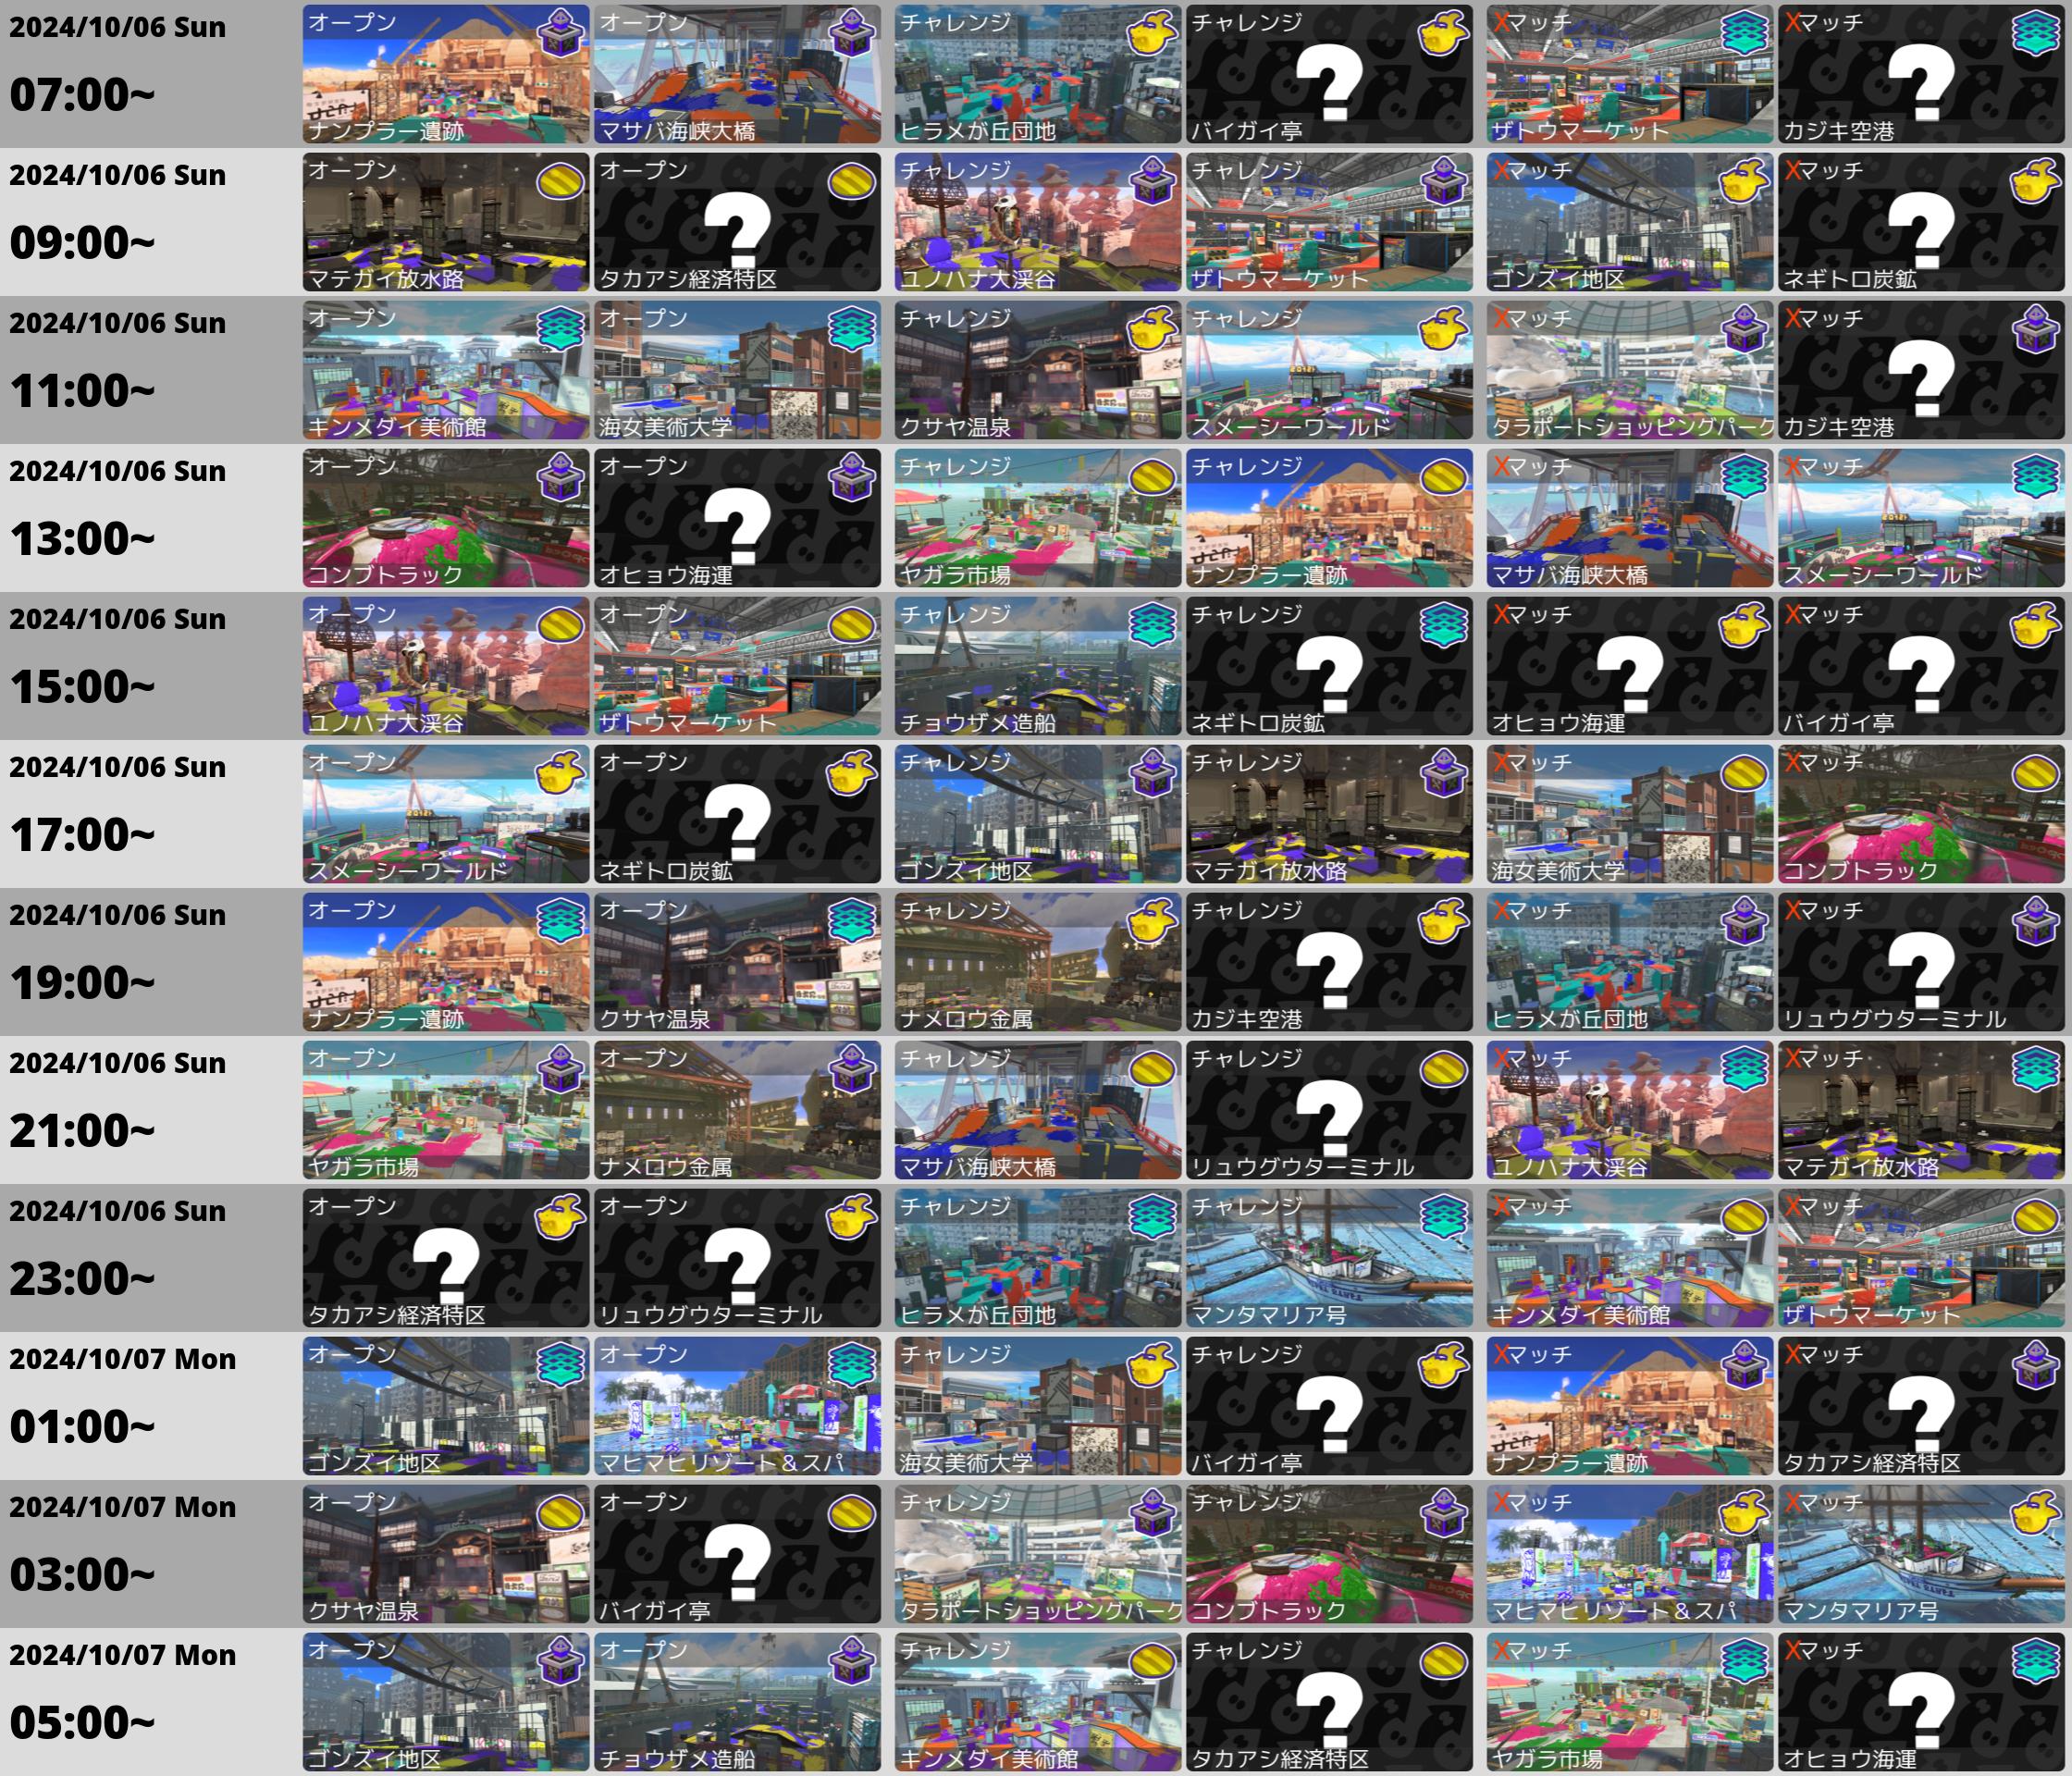 2024/10/06 Sun
07:00~
オープン
ナンプラー遺跡
オープン
マサバ海峡大橋
チャレンジ
ヒラメが丘団地
チャレンジ
バイガイ亭
Xマッチ
ザトウマーケット
Xマッチ
カジキ空港
2024/10/06 Sun
09:00~
オープン
マテガイ放水路
オープン
タカアシ経済特区
チャレンジ
ユノハナ大渓谷
チャレンジ
ザトウマーケット
Xマッチ
ゴンズイ地区
Xマッチ
ネギトロ炭鉱
2024/10/06 Sun
11:00~
オープン
キンメダイ美術館
オープン
海女美術大学
チャレンジ
クサヤ温泉
チャレンジ
スメーシーワールド
Xマッチ
タラポートショッピングパーク
Xマッチ
カジキ空港
2024/10/06 Sun
13:00~
オープン
コンブトラック
オープン
オヒョウ海運
チャレンジ
ヤガラ市場
チャレンジ
ナンプラー遺跡
Xマッチ
マサバ海峡大橋
Xマッチ
スメーシーワールド
2024/10/06 Sun
15:00~
オープン
ユノハナ大渓谷
オープン
ザトウマーケット
チャレンジ
チョウザメ造船
チャレンジ
ネギトロ炭鉱
Xマッチ
オヒョウ海運
Xマッチ
バイガイ亭
2024/10/06 Sun
17:00~
オープン
スメーシーワールド
オープン
ネギトロ炭鉱
チャレンジ
ゴンズイ地区
チャレンジ
マテガイ放水路
Xマッチ
海女美術大学
Xマッチ
コンブトラック
2024/10/06 Sun
19:00~
オープン
ナンプラー遺跡
オープン
クサヤ温泉
チャレンジ
ナメロウ金属
チャレンジ
カジキ空港
Xマッチ
ヒラメが丘団地
Xマッチ
リュウグウターミナル
2024/10/06 Sun
21:00~
オープン
ヤガラ市場
オープン
ナメロウ金属
チャレンジ
マサバ海峡大橋
チャレンジ
リュウグウターミナル
Xマッチ
ユノハナ大渓谷
Xマッチ
マテガイ放水路
2024/10/06 Sun
23:00~
オープン
タカアシ経済特区
オープン
リュウグウターミナル
チャレンジ
ヒラメが丘団地
チャレンジ
マンタマリア号
Xマッチ
キンメダイ美術館
Xマッチ
ザトウマーケット
2024/10/07 Mon
01:00~
オープン
ゴンズイ地区
オープン
マヒマヒリゾート＆スパ
チャレンジ
海女美術大学
チャレンジ
バイガイ亭
Xマッチ
ナンプラー遺跡
Xマッチ
タカアシ経済特区
2024/10/07 Mon
03:00~
オープン
クサヤ温泉
オープン
バイガイ亭
チャレンジ
タラポートショッピングパーク
チャレンジ
コンブトラック
Xマッチ
マヒマヒリゾート＆スパ
Xマッチ
マンタマリア号
2024/10/07 Mon
05:00~
オープン
ゴンズイ地区
オープン
チョウザメ造船
チャレンジ
キンメダイ美術館
チャレンジ
タカアシ経済特区
Xマッチ
ヤガラ市場
Xマッチ
オヒョウ海運